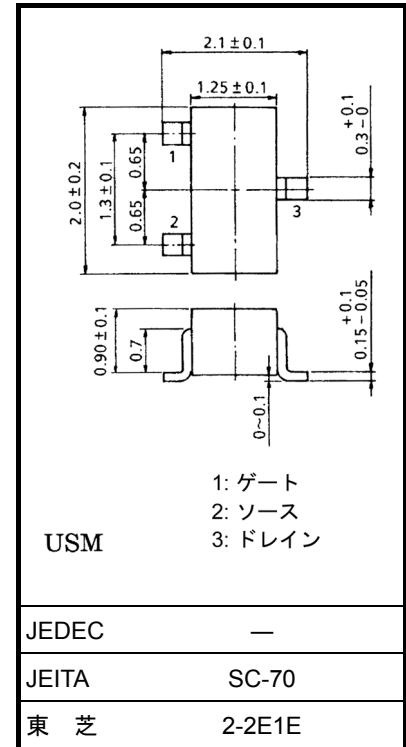 2.1±0.1
1.25±0.1
+0.1
0.3-0
2.0±0.2
1.3±0.1
0.65
0.65
1
2
3
0.90±0.1
0.7
+0.1
0.15-0.05
0~0.1
1: ゲート
2: ソース
3: ドレイン
USM
JEDEC —
JEITA SC-70
東 芝 2-2E1E